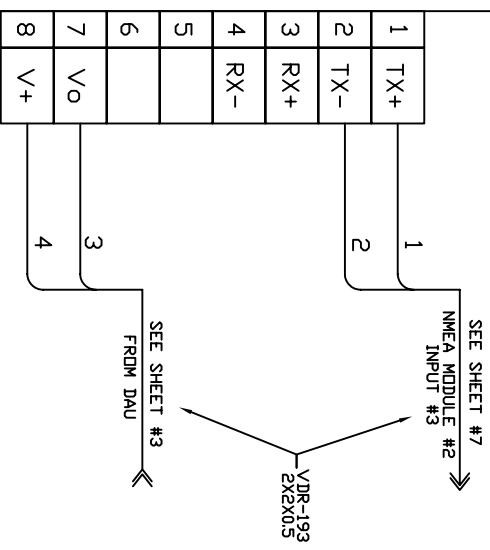 1 TX+
2 TX-
3 RX+
4 RX-
5
6
7 Vo
8 V+
1
2
3
4
SEE SHEET #7
NMEA MODULE #2
INPUT #3
SEE SHEET #3
FROM DAU
VDR-193
2X2X0.5